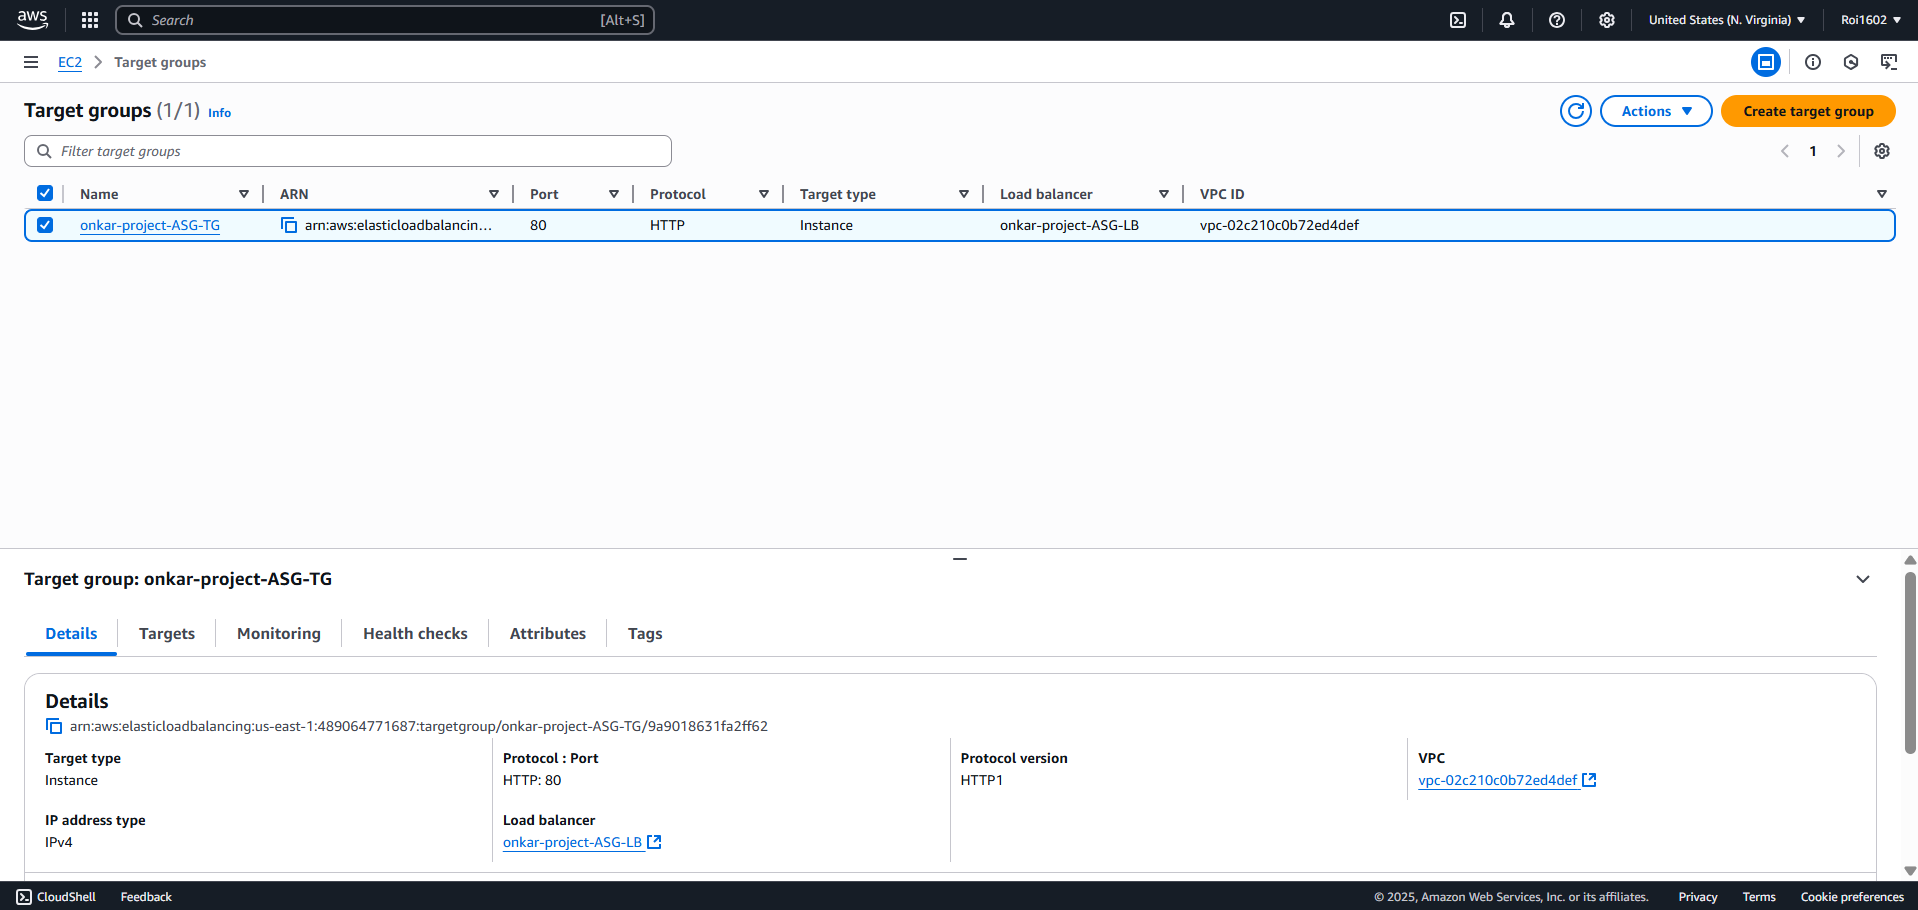 aws Search [Alt+S] United States (N. Virginia) Roi1602
EC2 Target groups
Target groups (1/1) Info
Actions Create target group
Filter target groups
1
Name ARN Port Protocol Target type Load balancer VPC ID
onkar-project-ASG-TG arn:aws:elasticloadbalancin... 80 HTTP Instance onkar-project-ASG-LB vpc-02c210c0b72ed4def
Target group: onkar-project-ASG-TG
Details Targets Monitoring Health checks Attributes Tags
Details
arn:aws:elasticloadbalancing:us-east-1:489064771687:targetgroup/onkar-project-ASG-TG/9a9018631fa2ff62
Target type Protocol : Port Protocol version VPC
Instance HTTP: 80 HTTP1 vpc-02c210c0b72ed4def
IP address type Load balancer
IPv4 onkar-project-ASG-LB
CloudShell Feedback © 2025, Amazon Web Services, Inc. or its affiliates. Privacy Terms Cookie preferences